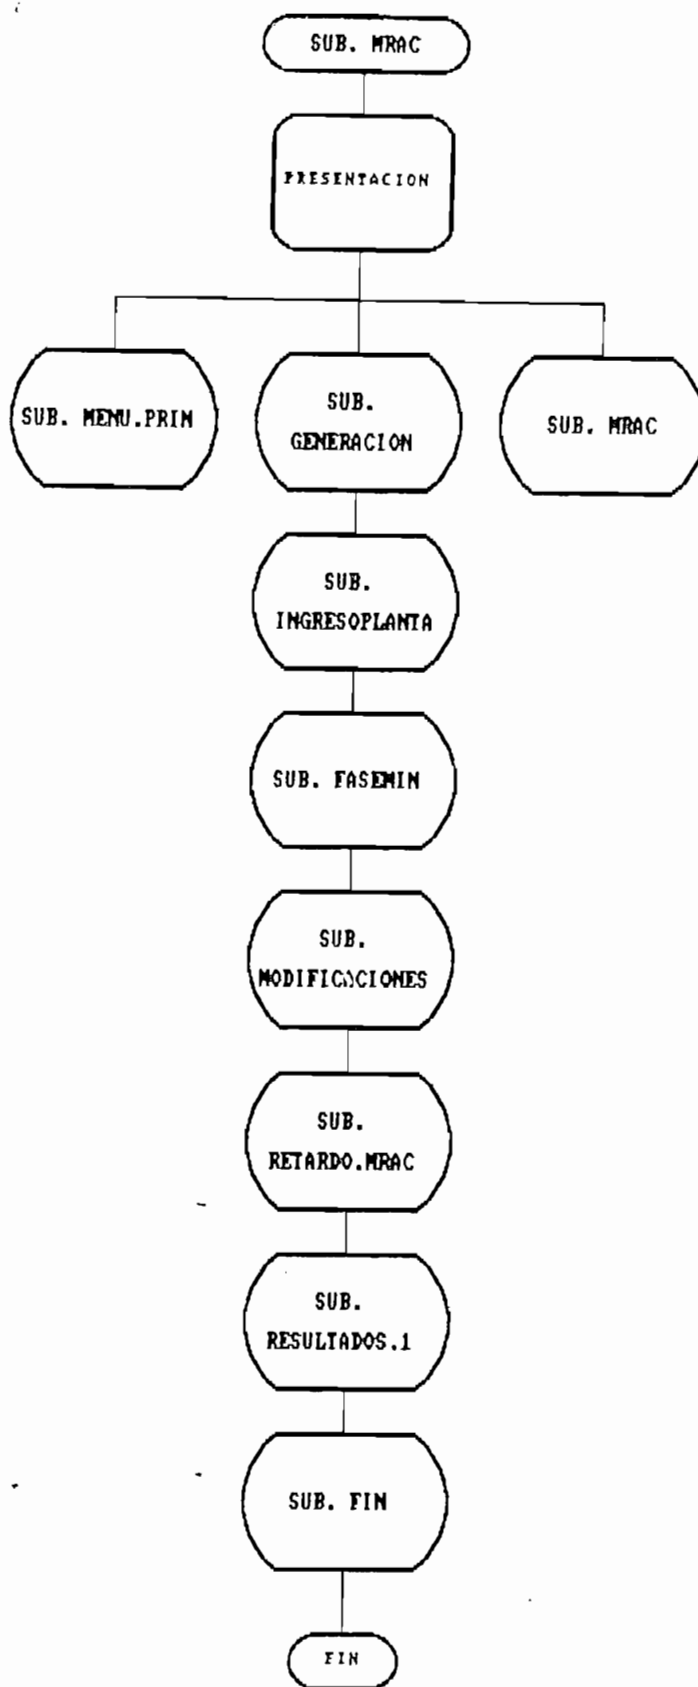 SUB. MRAC
PRESENTACION
SUB. MENU.PRIN
SUB.
GENERACION
SUB. MRAC
SUB.
INGRESOPLANTA
SUB. FASEMIN
SUB.
MODIFICACIONES
SUB.
RETARDO.MRAC
SUB.
RESULTADOS.1
SUB. FIN
FIN